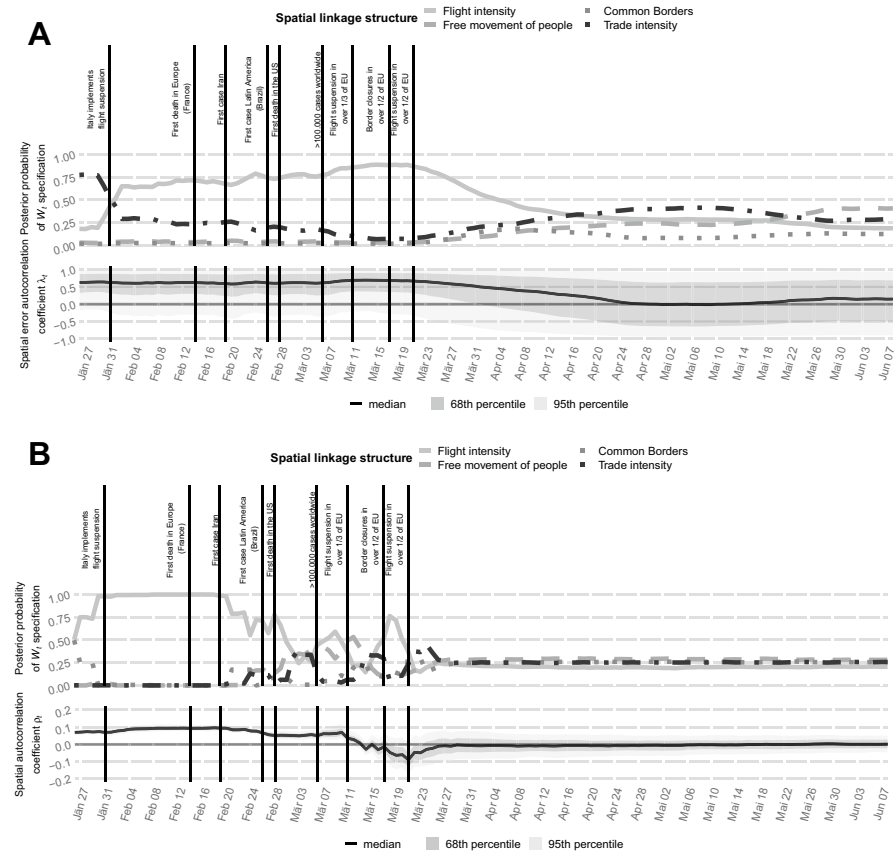 A
Spatial linkage structure
Flight intensity
Free movement of people
Common Borders
Trade intensity
Italy implements
flight suspension
First death in Europe
(France)
First case Iran
First case Latin America
(Brazil)
First death in the US
>100.000 cases worldwide
Flight suspension in
over 1/3 of EU
Border closures in
over 1/2 of EU
Flight suspension in
over 1/2 of EU
Posterior probability
of Wt specification
1.00
0.75
0.50
0.25
0.00
Spatial error autocorrelation
coefficient λt
1.0
0.5
0.0
−0.5
−1.0
Jän 27
Jän 31
Feb 04
Feb 08
Feb 12
Feb 16
Feb 20
Feb 24
Feb 28
Mär 03
Mär 07
Mär 11
Mär 15
Mär 19
Mär 23
Mär 27
Mär 31
Apr 04
Apr 08
Apr 12
Apr 16
Apr 20
Apr 24
Apr 28
Mai 02
Mai 06
Mai 10
Mai 14
Mai 18
Mai 22
Mai 26
Mai 30
Jun 03
Jun 07
median
68th percentile
95th percentile
B
Spatial linkage structure
Flight intensity
Free movement of people
Common Borders
Trade intensity
Italy implements
flight suspension
First death in Europe
(France)
First case Iran
First case Latin America
(Brazil)
First death in the US
>100.000 cases worldwide
Flight suspension in
over 1/3 of EU
Border closures in
over 1/2 of EU
Flight suspension in
over 1/2 of EU
Posterior probability
of Wt specification
1.00
0.75
0.50
0.25
0.00
Spatial autocorrelation
coefficient ρt
0.2
0.1
0.0
−0.1
−0.2
Jän 27
Jän 31
Feb 04
Feb 08
Feb 12
Feb 16
Feb 20
Feb 24
Feb 28
Mär 03
Mär 07
Mär 11
Mär 15
Mär 19
Mär 23
Mär 27
Mär 31
Apr 04
Apr 08
Apr 12
Apr 16
Apr 20
Apr 24
Apr 28
Mai 02
Mai 06
Mai 10
Mai 14
Mai 18
Mai 22
Mai 26
Mai 30
Jun 03
Jun 07
median
68th percentile
95th percentile